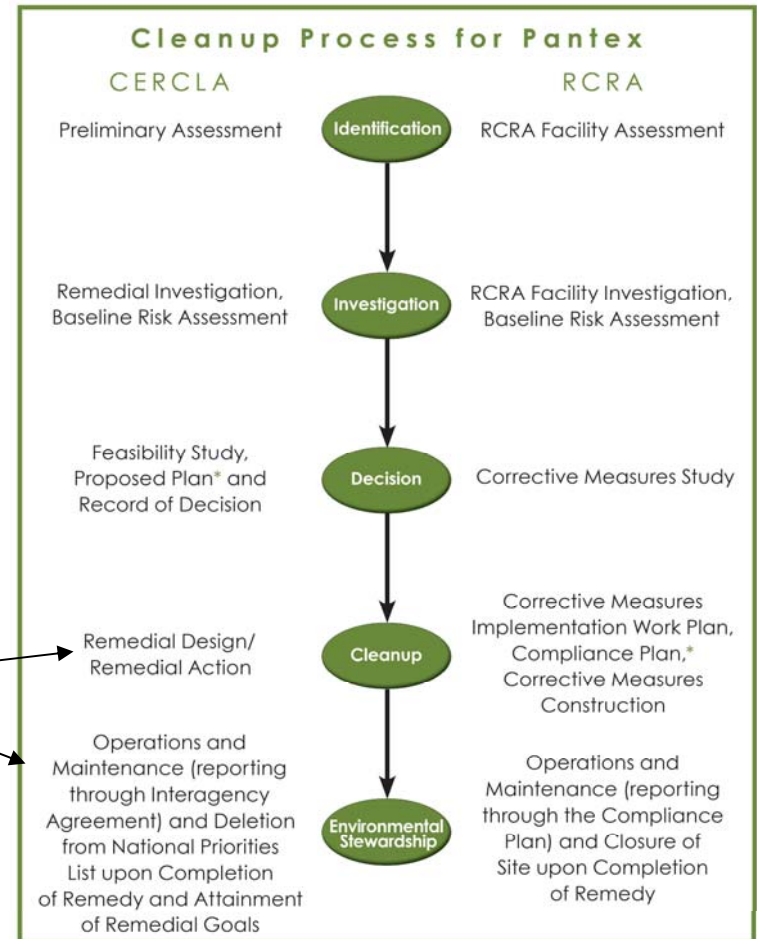 Cleanup Process for Pantex
CERCLA
RCRA
Preliminary Assessment
Identification
RCRA Facility Assessment
Remedial Investigation,
Baseline Risk Assessment
Investigation
RCRA Facility Investigation,
Baseline Risk Assessment
Feasibility Study,
Proposed Plan* and
Record of Decision
Decision
Corrective Measures Study
Remedial Design/
Remedial Action
Cleanup
Corrective Measures
Implementation Work Plan,
Compliance Plan,*
Corrective Measures
Construction
Operations and
Maintenance (reporting
through Interagency
Agreement) and Deletion
from National Priorities
List upon Completion
of Remedy and Attainment
of Remedial Goals
Environmental
Stewardship
Operations and
Maintenance (reporting
through the Compliance
Plan) and Closure of
Site upon Completion
of Remedy